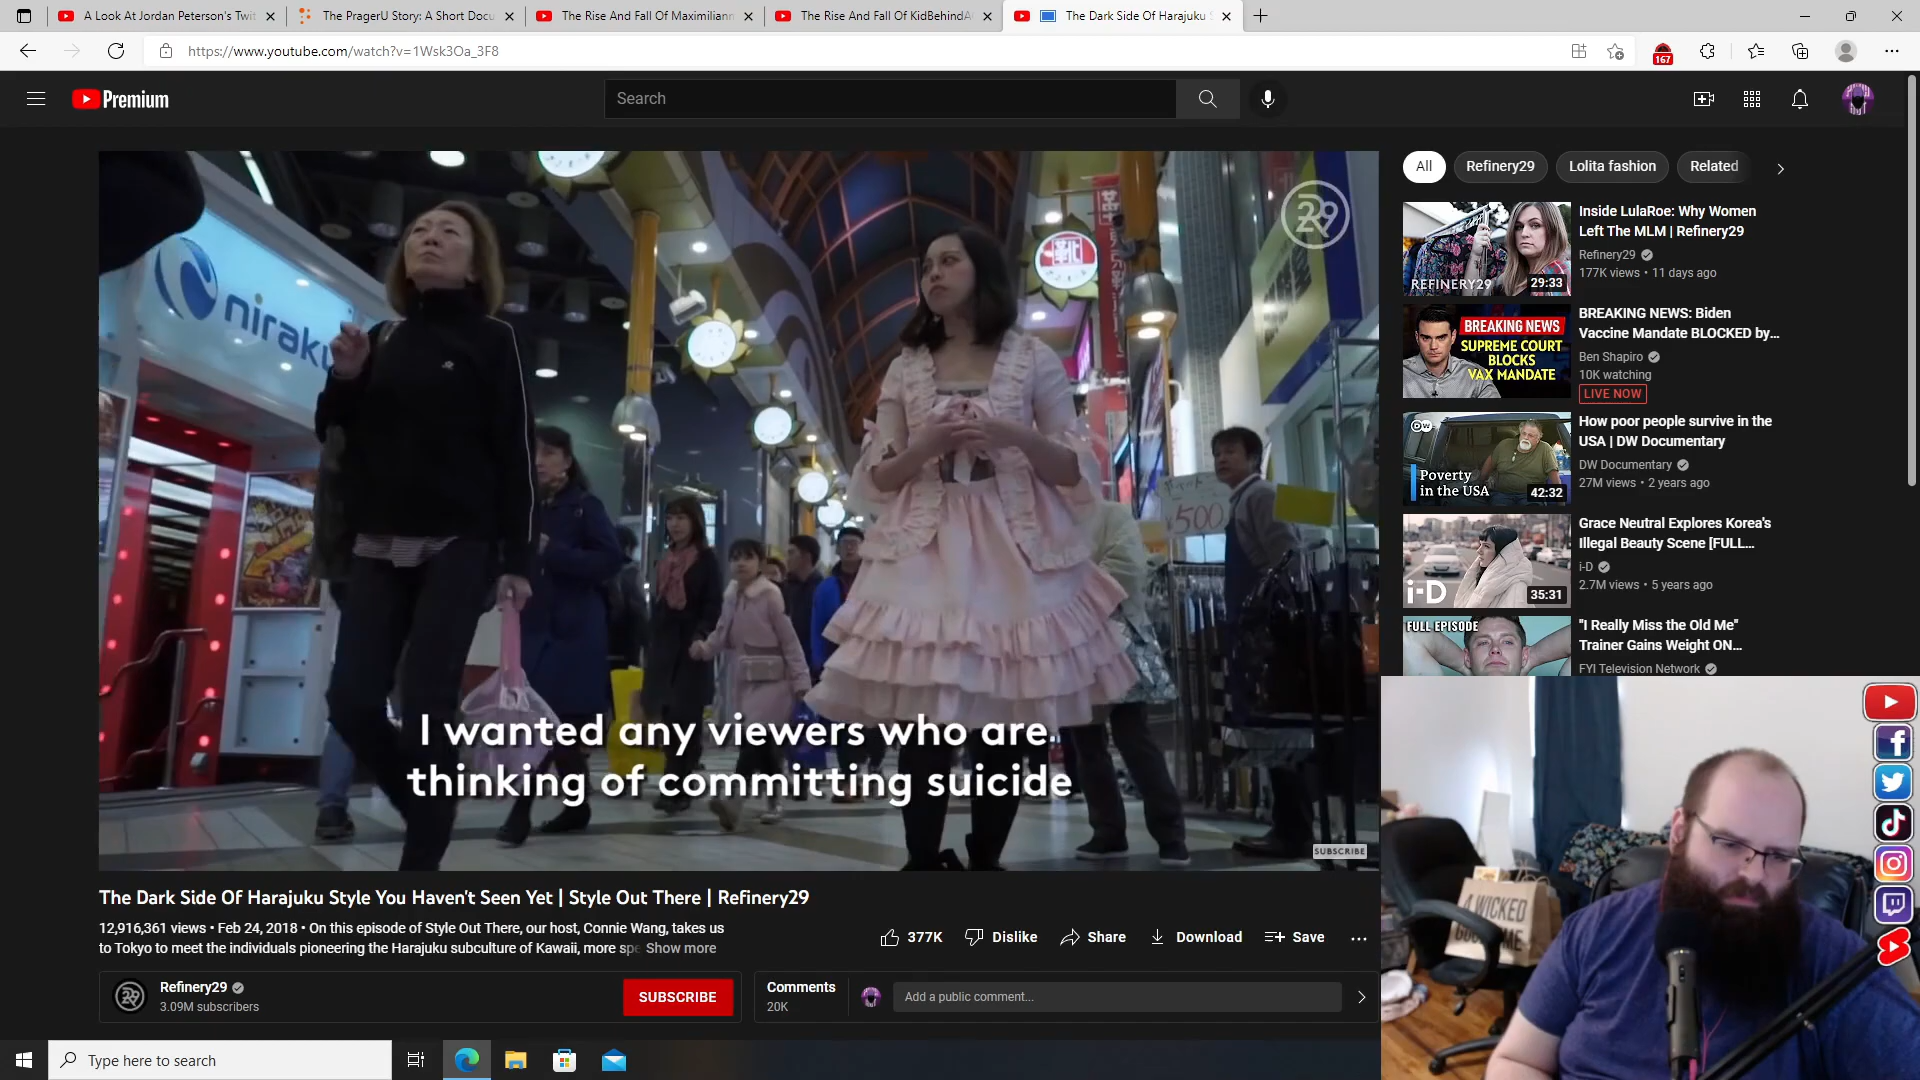 A Look At Jordan Peterson's Twit
The PragerU Story: A Short Docu
The Rise And Fall Of Maximilianm
The Rise And Fall Of KidBehindA
The Dark Side Of Harajuku S
https://www.youtube.com/watch?v=1Wsk3Oa_3F8
167
Premium
Search
All
Refinery29
Lolita fashion
Related
29
niraku
靴
500
I wanted any viewers who are
thinking of committing suicide
SUBSCRIBE
Inside LulaRoe: Why Women
Left The MLM | Refinery29
Refinery29
177K views • 11 days ago
REFINERY29
29:33
BREAKING NEWS: Biden
Vaccine Mandate BLOCKED by...
Ben Shapiro
10K watching
LIVE NOW
BREAKING NEWS
SUPREME COURT
BLOCKS
VAX MANDATE
How poor people survive in the
USA | DW Documentary
DW Documentary
27M views • 2 years ago
DW
Poverty
in the USA
42:32
Grace Neutral Explores Korea's
Illegal Beauty Scene [FULL...
i-D
2.7M views • 5 years ago
i-D
35:31
"I Really Miss the Old Me"
Trainer Gains Weight ON...
FYI Television Network
FULL EPISODE
The Dark Side Of Harajuku Style You Haven't Seen Yet | Style Out There | Refinery29
12,916,361 views • Feb 24, 2018 • On this episode of Style Out There, our host, Connie Wang, takes us
to Tokyo to meet the individuals pioneering the Harajuku subculture of Kawaii, more spe Show more
377K
Dislike
Share
Download
Save
Refinery29
3.09M subscribers
SUBSCRIBE
Comments
20K
Add a public comment...
A WICKED
Type here to search